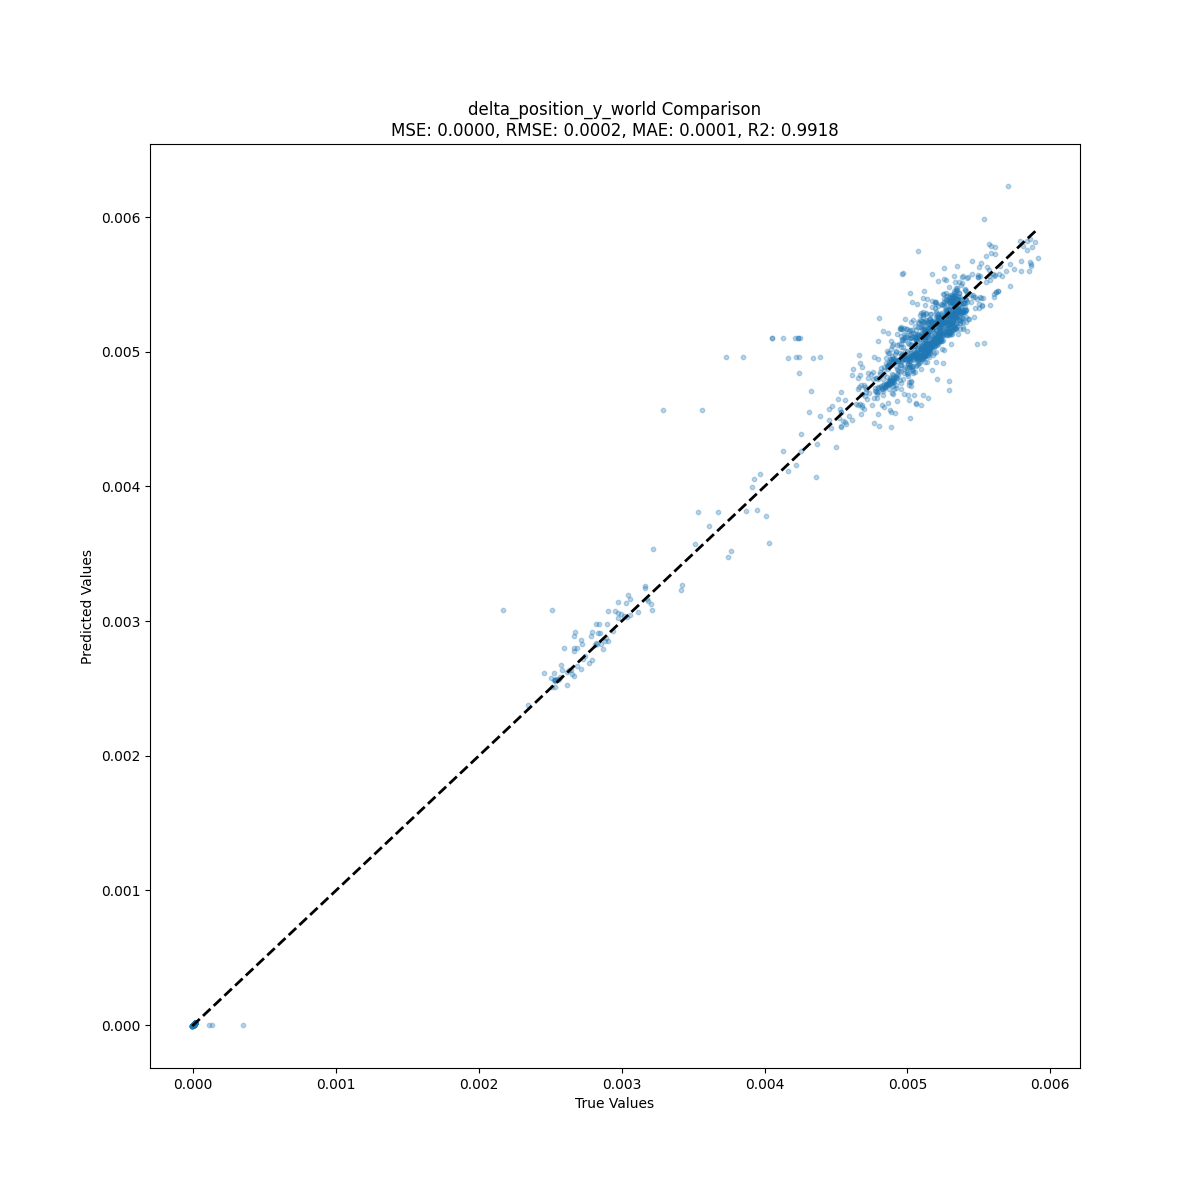 delta_position_y_world Comparison
MSE: 0.0000, RMSE: 0.0002, MAE: 0.0001, R2: 0.9918
0.006
0.005
0.004
0.003
0.002
0.001
0.000
Predicted Values
0.000 0.001 0.002 0.003 0.004 0.005 0.006
True Values